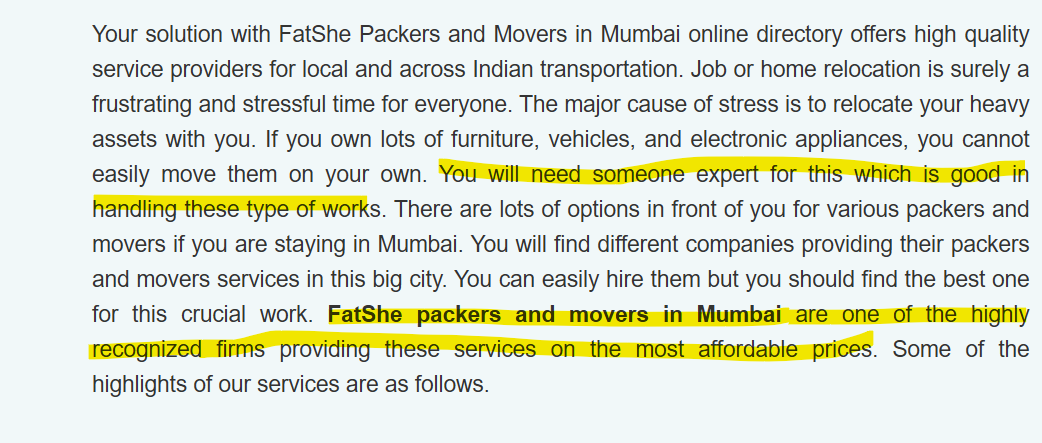 Your solution with FatShe Packers and Movers in Mumbai online directory offers high quality
service providers for local and across Indian transportation. Job or home relocation is surely a
frustrating and stressful time for everyone. The major cause of stress is to relocate your heavy
assets with you. If you own lots of furniture, vehicles, and electronic appliances, you cannot
easily move them on your own. You will need someone expert for this which is good in
handling these type of works. There are lots of options in front of you for various packers and
movers if you are staying in Mumbai. You will find different companies providing their packers
and movers services in this big city. You can easily hire them but you should find the best one
for this crucial work. FatShe packers and movers in Mumbai are one of the highly
recognized firms providing these services on the most affordable prices. Some of the
highlights of our services are as follows.